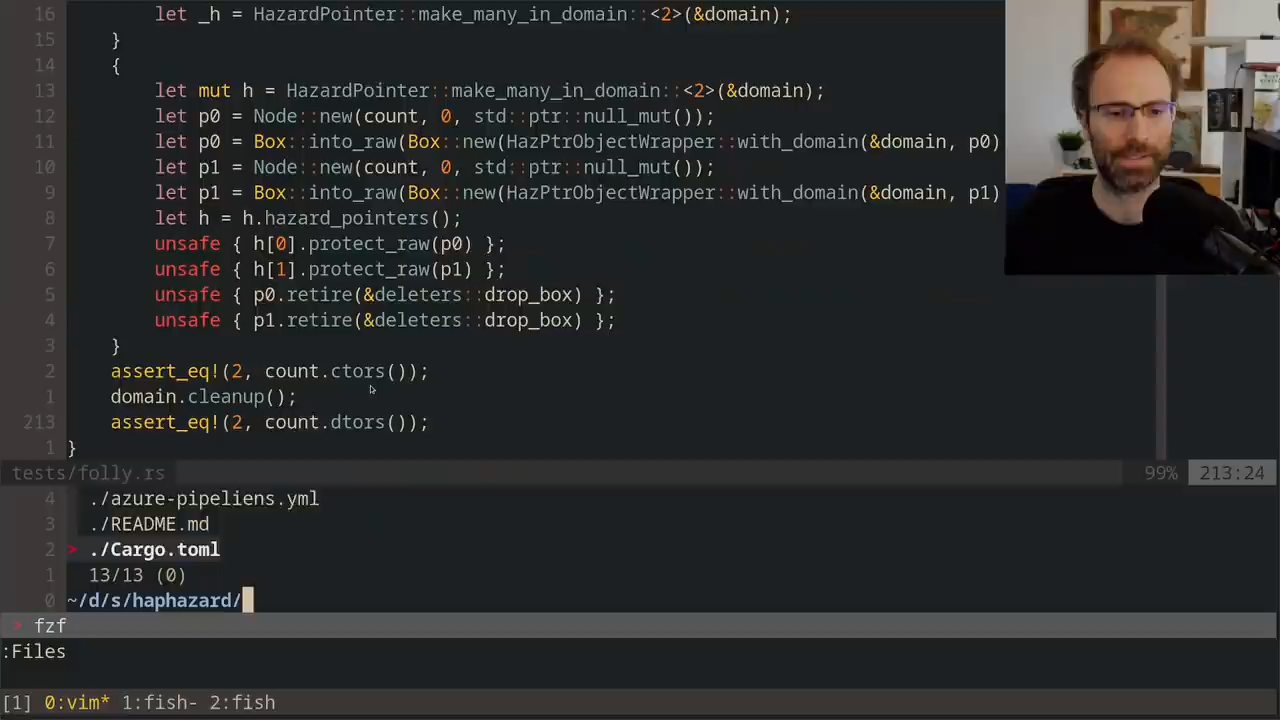 16 let _h = HazardPointer::make_many_in_domain::<2>(&domain);
15 }
14 {
13 let mut h = HazardPointer::make_many_in_domain::<2>(&domain);
12 let p0 = Node::new(count, 0, std::ptr::null_mut());
11 let p0 = Box::into_raw(Box::new(HazPtrObjectWrapper::with_domain(&domain, p0)
10 let p1 = Node::new(count, 0, std::ptr::null_mut());
9 let p1 = Box::into_raw(Box::new(HazPtrObjectWrapper::with_domain(&domain, p1)
8 let h = h.hazard_pointers();
7 unsafe { h[0].protect_raw(p0) };
6 unsafe { h[1].protect_raw(p1) };
5 unsafe { p0.retire(&deleters::drop_box) };
4 unsafe { p1.retire(&deleters::drop_box) };
3 }
2 assert_eq!(2, count.ctors());
1 domain.cleanup();
213 assert_eq!(2, count.dtors());
1 }
tests/folly.rs 99% 213:24
4 ./azure-pipeliens.yml
3 ./README.md
2 > ./Cargo.toml
1 13/13 (0)
0 ~/d/s/haphazard/
> fzf
:Files
[1] 0:vim* 1:fish- 2:fish